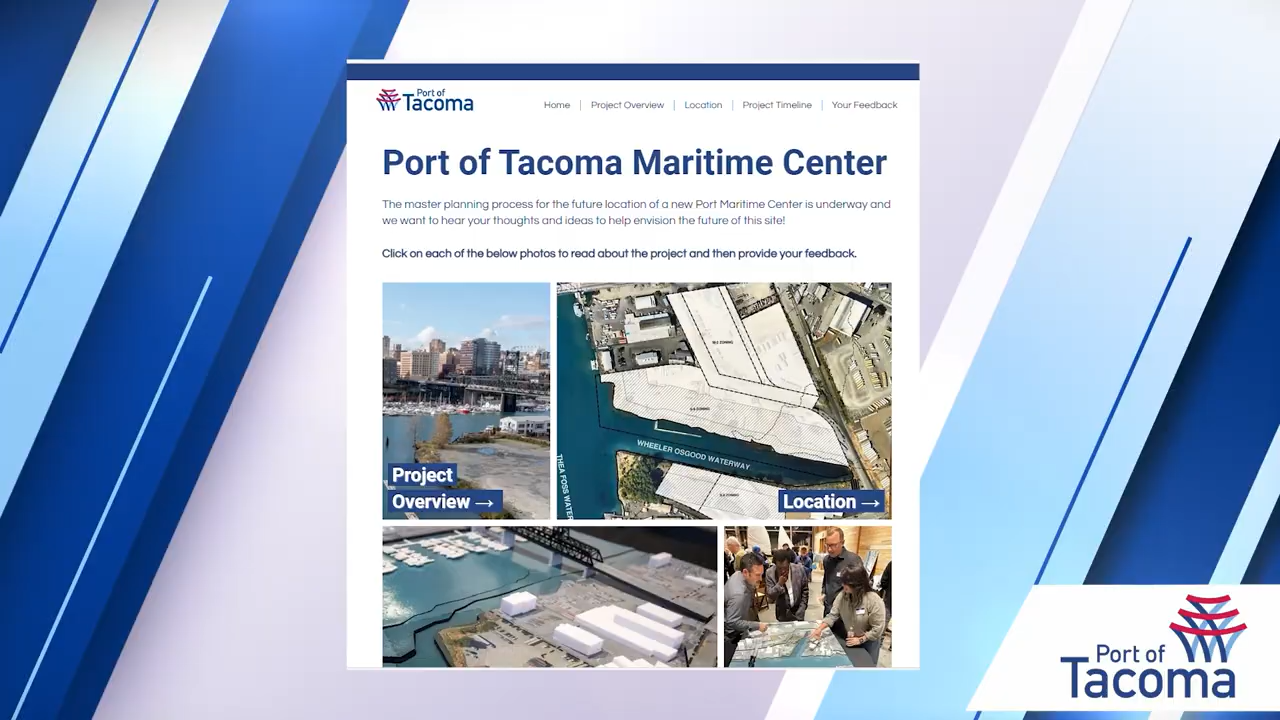 Port of
Tacoma
Home
Project Overview
Location
Project Timeline
Your Feedback
Port of Tacoma Maritime Center
The master planning process for the future location of a new Port Maritime Center is underway and
we want to hear your thoughts and ideas to help envision the future of this site!
Click on each of the below photos to read about the project and then provide your feedback.
WHEELER OSGOOD WATERWAY
THEA FOSS WATER
Project
Overview →
Location →
Port of
Tacoma